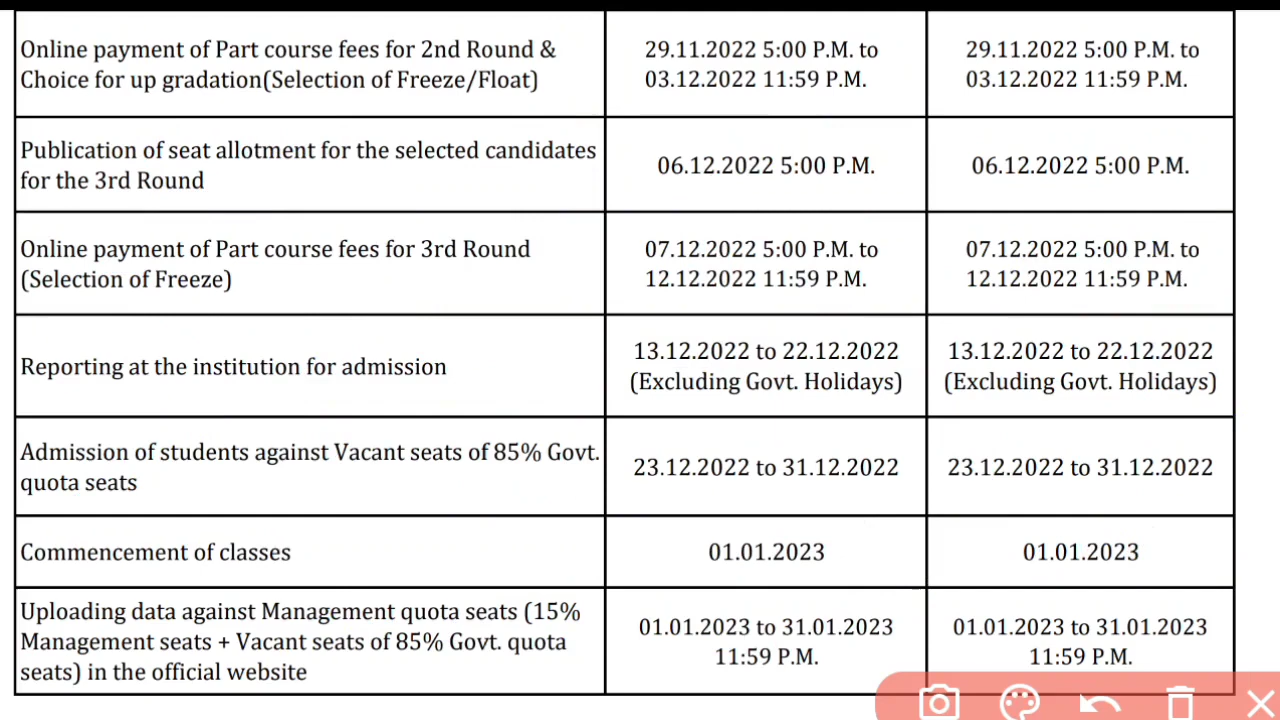 Online payment of Part course fees for 2nd Round &
Choice for up gradation(Selection of Freeze/Float)
29.11.2022 5:00 P.M. to
03.12.2022 11:59 P.M.
29.11.2022 5:00 P.M. to
03.12.2022 11:59 P.M.
Publication of seat allotment for the selected candidates
for the 3rd Round
06.12.2022 5:00 P.M.
06.12.2022 5:00 P.M.
Online payment of Part course fees for 3rd Round
(Selection of Freeze)
07.12.2022 5:00 P.M. to
12.12.2022 11:59 P.M.
07.12.2022 5:00 P.M. to
12.12.2022 11:59 P.M.
Reporting at the institution for admission
13.12.2022 to 22.12.2022
(Excluding Govt. Holidays)
13.12.2022 to 22.12.2022
(Excluding Govt. Holidays)
Admission of students against Vacant seats of 85% Govt.
quota seats
23.12.2022 to 31.12.2022
23.12.2022 to 31.12.2022
Commencement of classes
01.01.2023
01.01.2023
Uploading data against Management quota seats (15%
Management seats + Vacant seats of 85% Govt. quota
seats) in the official website
01.01.2023 to 31.01.2023
11:59 P.M.
01.01.2023 to 31.01.2023
11:59 P.M.